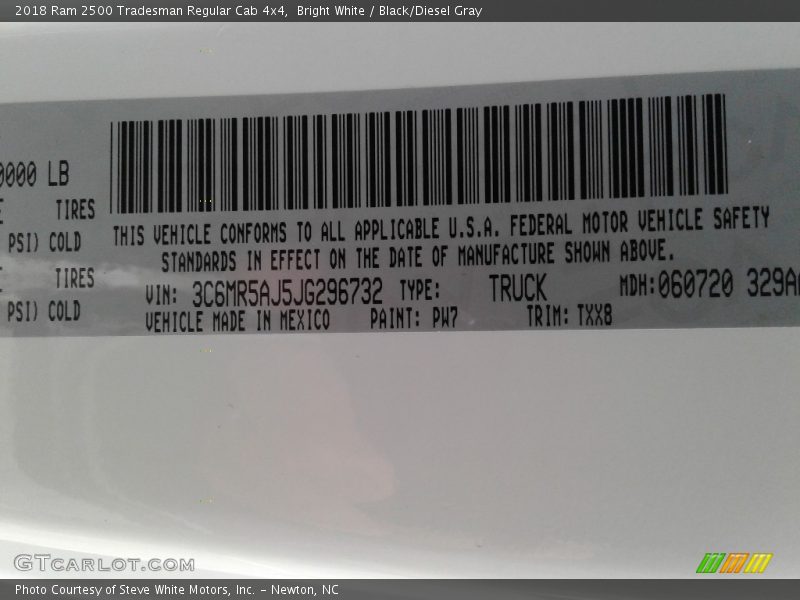 2018 Ram 2500 Tradesman Regular Cab 4x4, Bright White / Black/Diesel Gray
LB
TIRES
PSI) COLD
TIRES
PSI) COLD
THIS VEHICLE CONFORMS TO ALL APPLICABLE U.S.A. FEDERAL MOTOR VEHICLE SAFETY
STANDARDS IN EFFECT ON THE DATE OF MANUFACTURE SHOWN ABOVE.
VIN: 3C6MR5AJ5JG296732 TYPE: TRUCK MDH:060720 329A
VEHICLE MADE IN MEXICO PAINT: PW7 TRIM: TXX8
GTCARLOT.COM
Photo Courtesy of Steve White Motors, Inc. - Newton, NC